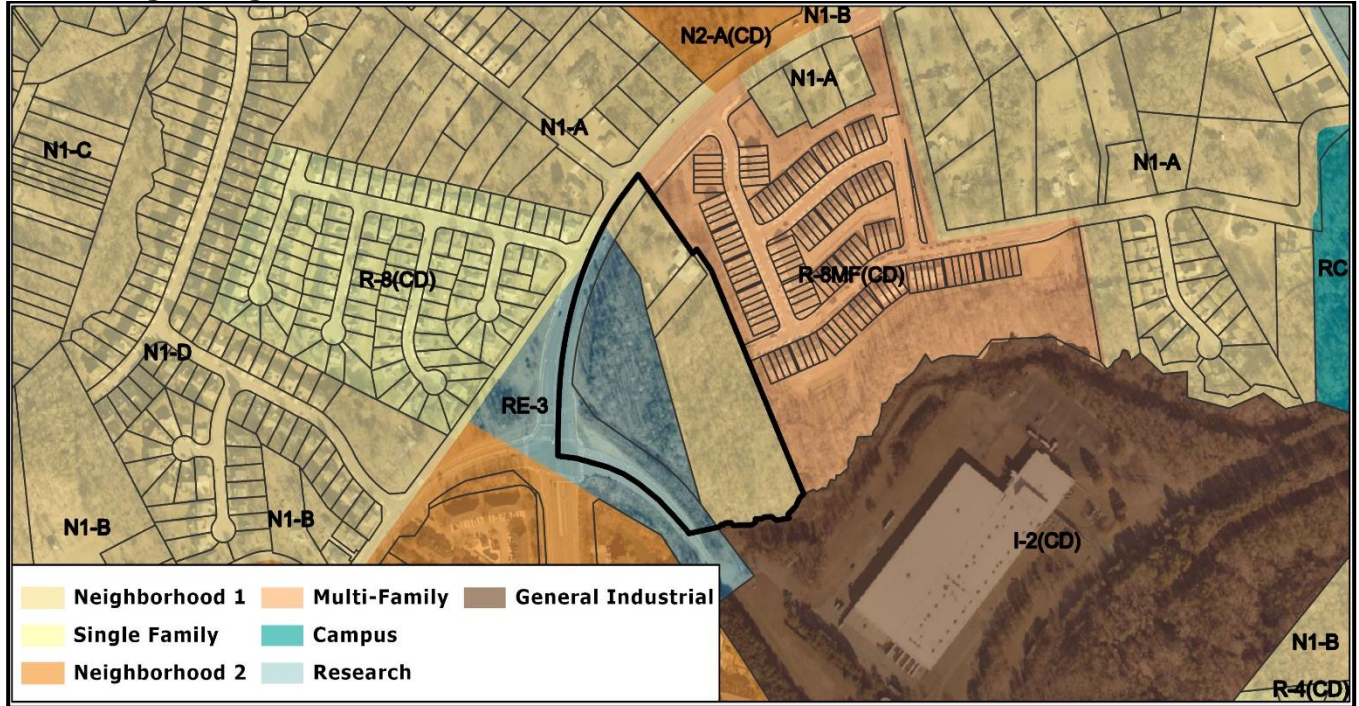 N1-B
N2-A(CD)
N1-A
N1-A
N1-C
N1-A
R-8(CD)
R-8MF(CD)
RC
N1-D
RE-3
N1-B
N1-B
I-2(CD)
N1-B
R-4(CD)
Neighborhood 1
Multi-Family
General Industrial
Single Family
Campus
Neighborhood 2
Research